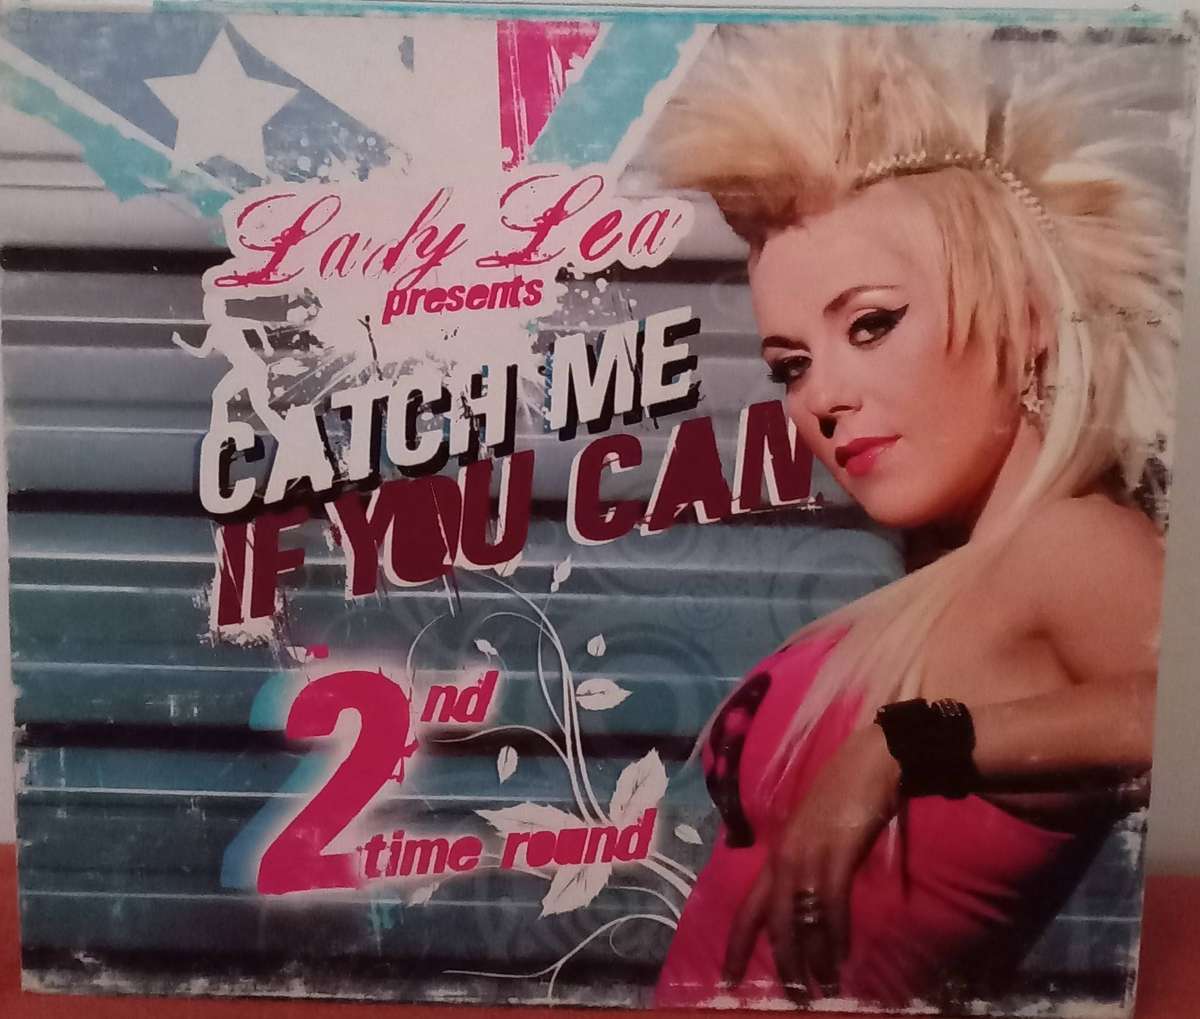 Lady Lea
presents
CATCH ME
IF YOU CAN
2nd
time round